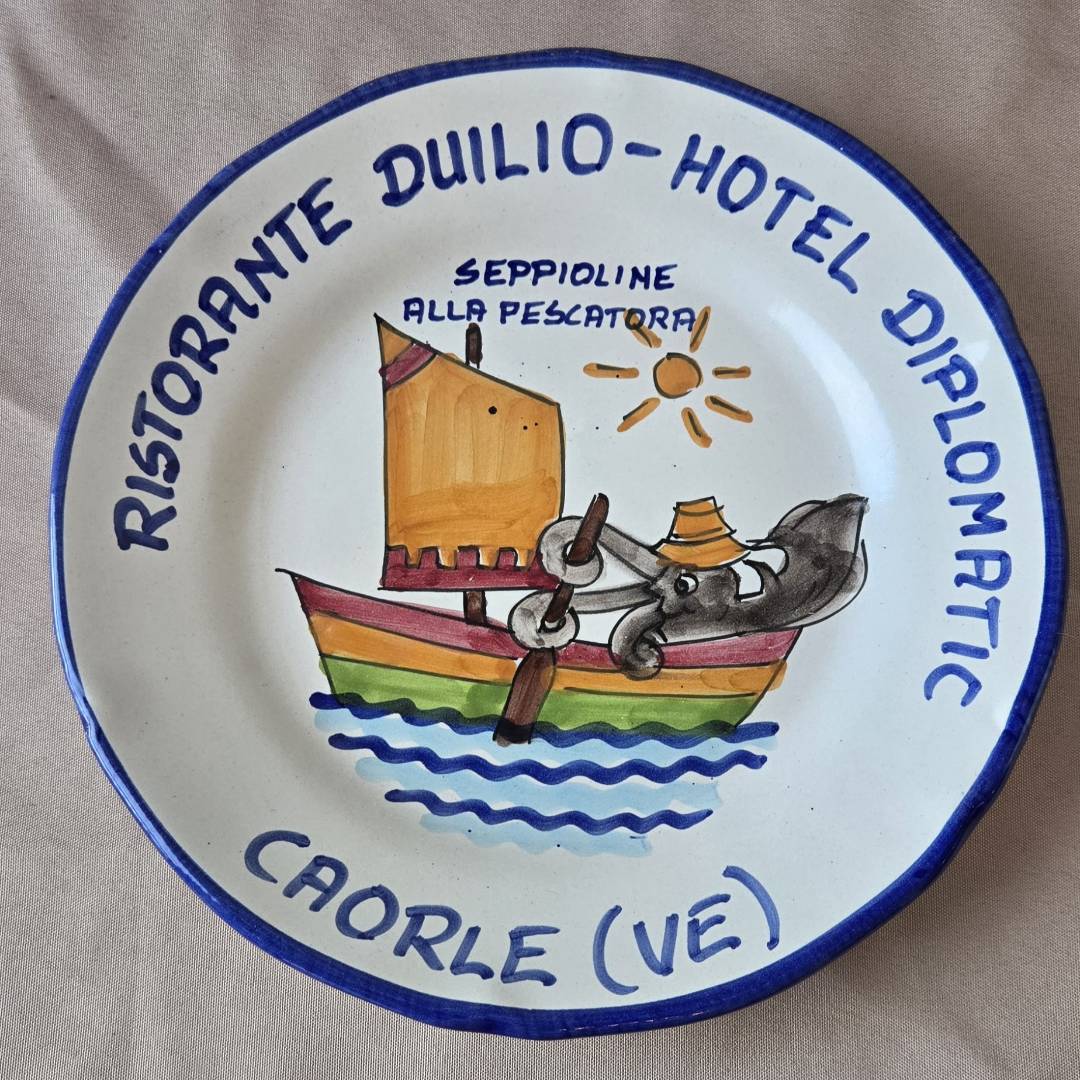 RISTORANTE DUILIO - HOTEL DIPLOMATIC
SEPPIOLINE
ALLA PESCATORA
CAORLE (VE)